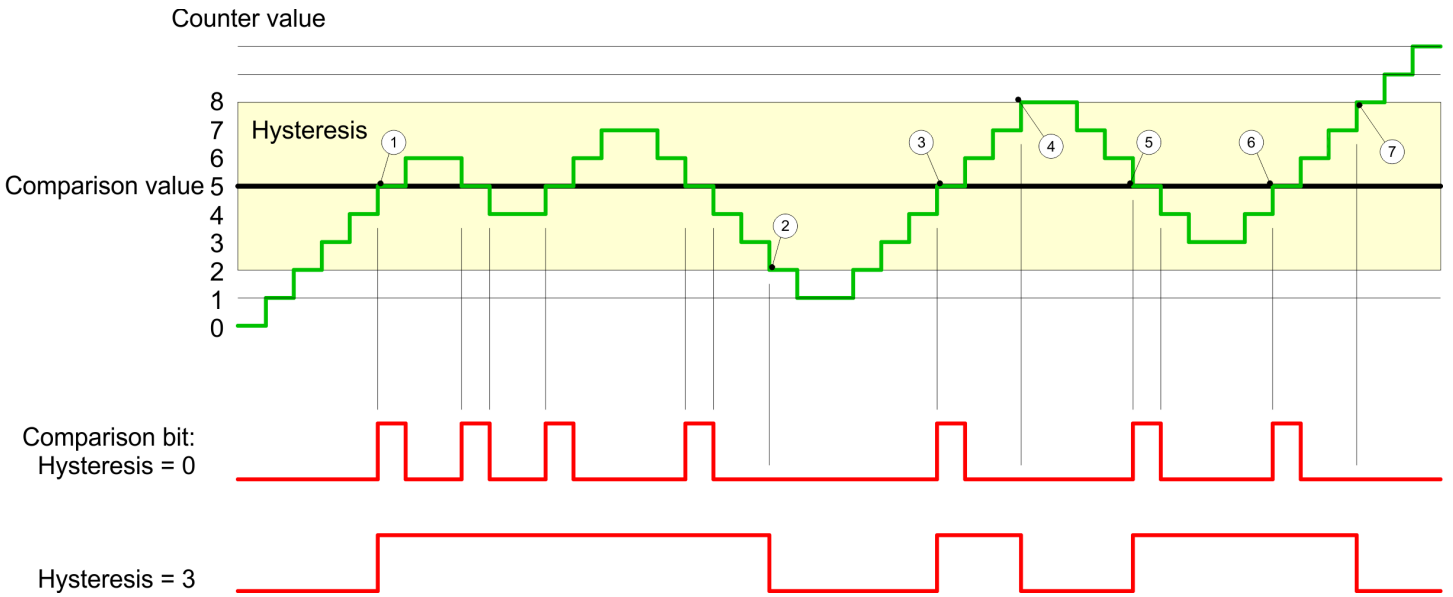 Counter value
8
7
Hysteresis
1
3
4
5
6
7
6
Comparison value 5
4
3
2
2
1
0
Comparison bit:
Hysteresis = 0
Hysteresis = 3